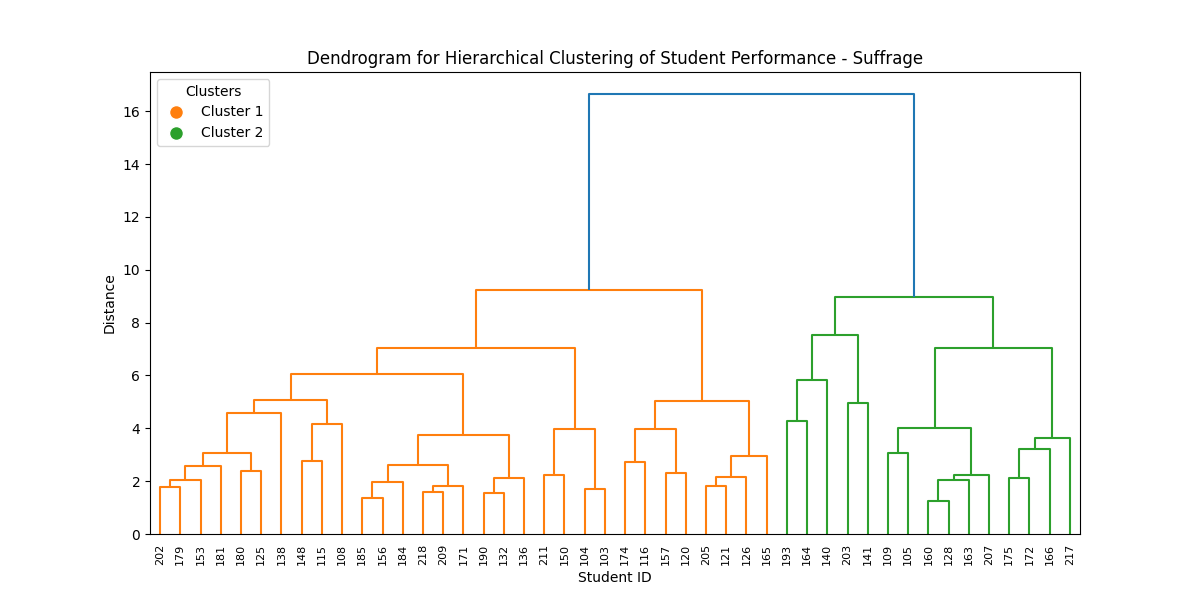 Dendrogram for Hierarchical Clustering of Student Performance - Suffrage
Clusters
Cluster 1
Cluster 2
16
14
12
10
8
6
4
2
0
Distance
202 179 153 181 180 125 138 148 115 108 185 156 184 218 209 171 190 132 136 211 150 104 103 174 116 157 120 205 121 126 165 193 164 140 203 141 109 105 160 128 163 207 175 172 166 217
Student ID